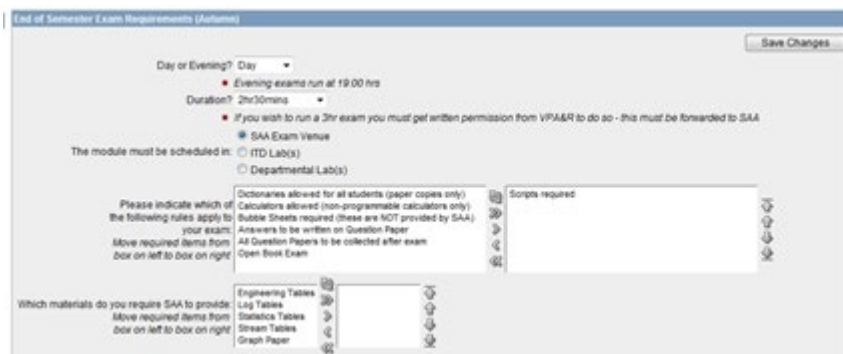 End of Semester Exam Requirements (Autumn)
Save Changes
Day or Evening? Day
Evening exams run at 19:00 hrs
Duration? 2hr30mins
If you wish to run a 3hr exam you must get written permission from VPA&R to do so - this must be forwarded to SAA
SAA Exam Venue
The module must be scheduled in: ITD Lab(s)
Departmental Lab(s)
Please indicate which of
the following rules apply to
your exam:
Move required items from
box on left to box on right
Dictionaries allowed for all students (paper copies only)
Calculators allowed (non-programmable calculators only)
Bubble Sheets required (these are NOT provided by SAA)
Answers to be written on Question Paper
All Question Papers to be collected after exam
Open Book Exam
Scripts required
Which materials do you require SAA to provide:
Move required items from
box on left to box on right
Engineering Tables
Log Tables
Statistics Tables
Stream Tables
Graph Paper